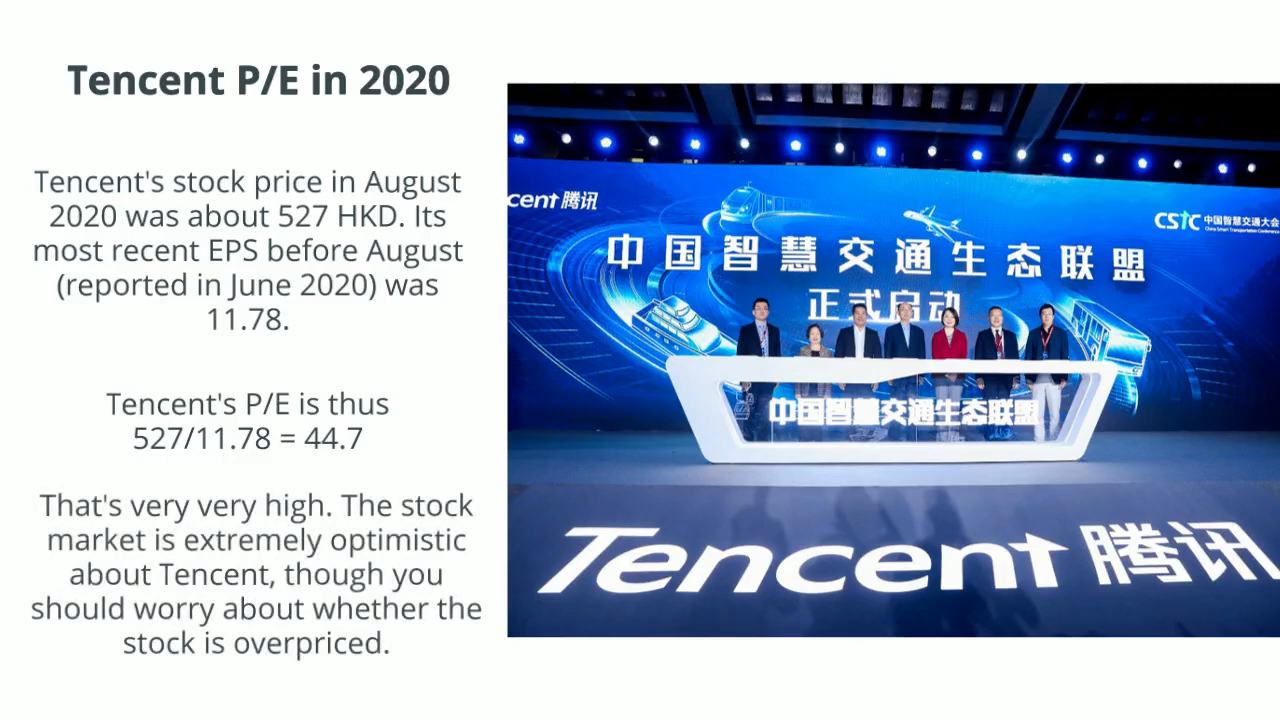 Tencent P/E in 2020
Tencent's stock price in August
2020 was about 527 HKD. Its
most recent EPS before August
(reported in June 2020) was
11.78.
Tencent's P/E is thus
527/11.78 = 44.7
That's very very high. The stock
market is extremely optimistic
about Tencent, though you
should worry about whether the
stock is overpriced.
cent 腾讯
CSTC 中国智慧交通大会
China Smart Transportation Conference
中国智慧交通生态联盟
正式启动
中国智慧交通生态联盟
Tencent 腾讯